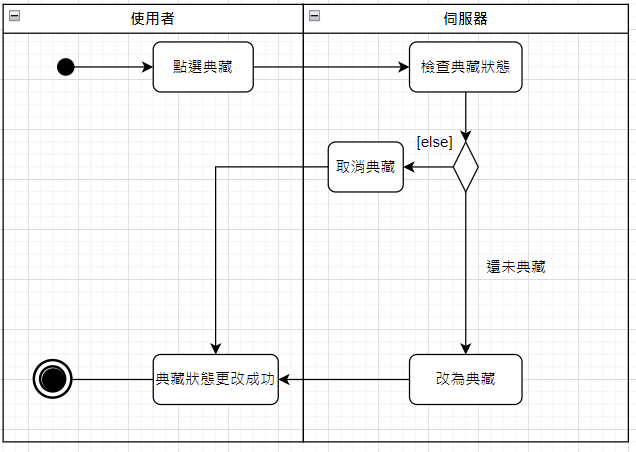 使用者
伺服器
點選典藏
檢查典藏狀態
[else]
取消典藏
還未典藏
典藏狀態更改成功
改為典藏